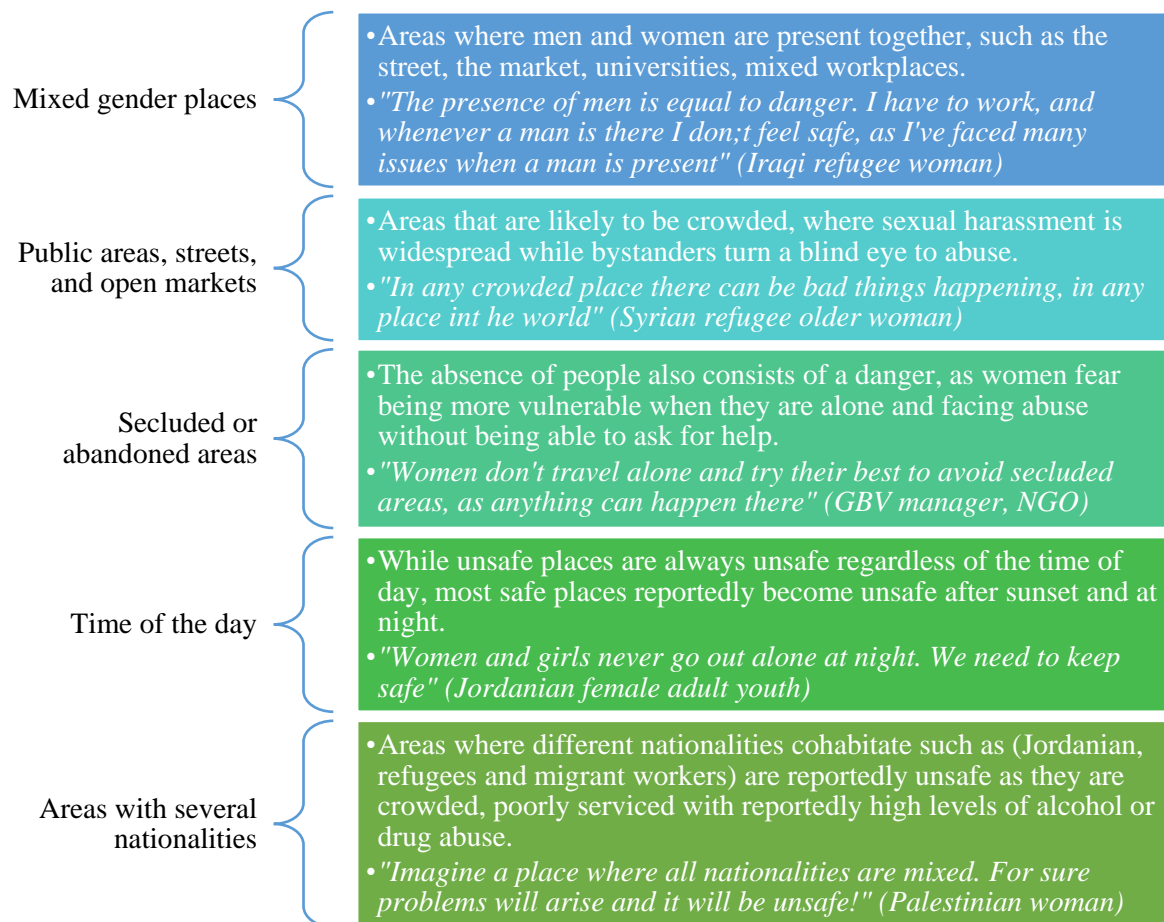 Mixed gender places
•Areas where men and women are present together, such as the
street, the market, universities, mixed workplaces.
•"The presence of men is equal to danger. I have to work, and
whenever a man is there I don;t feel safe, as I've faced many
issues when a man is present" (Iraqi refugee woman)
Public areas, streets,
and open markets
•Areas that are likely to be crowded, where sexual harassment is
widespread while bystanders turn a blind eye to abuse.
•"In any crowded place there can be bad things happening, in any
place int he world" (Syrian refugee older woman)
Secluded or
abandoned areas
•The absence of people also consists of a danger, as women fear
being more vulnerable when they are alone and facing abuse
without being able to ask for help.
•"Women don't travel alone and try their best to avoid secluded
areas, as anything can happen there" (GBV manager, NGO)
Time of the day
•While unsafe places are always unsafe regardless of the time of
day, most safe places reportedly become unsafe after sunset and at
night.
•"Women and girls never go out alone at night. We need to keep
safe" (Jordanian female adult youth)
Areas with several
nationalities
•Areas where different nationalities cohabitate such as (Jordanian,
refugees and migrant workers) are reportedly unsafe as they are
crowded, poorly serviced with reportedly high levels of alcohol or
drug abuse.
•"Imagine a place where all nationalities are mixed. For sure
problems will arise and it will be unsafe!" (Palestinian woman)